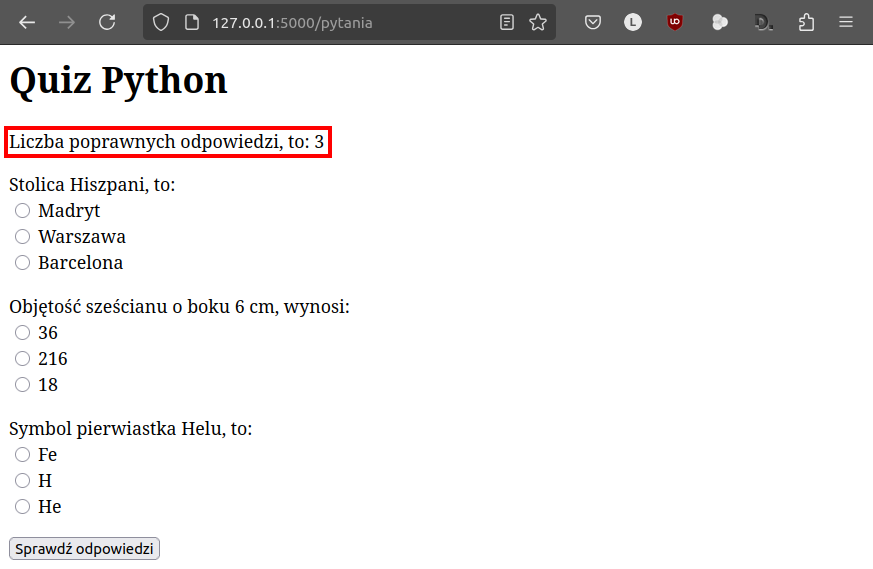 127.0.0.1:5000/pytania
L
Quiz Python
Liczba poprawnych odpowiedzi, to: 3
Stolica Hiszpani, to:
Madryt
Warszawa
Barcelona
Objętość sześcianu o boku 6 cm, wynosi:
36
216
18
Symbol pierwiastka Helu, to:
Fe
H
He
Sprawdź odpowiedzi